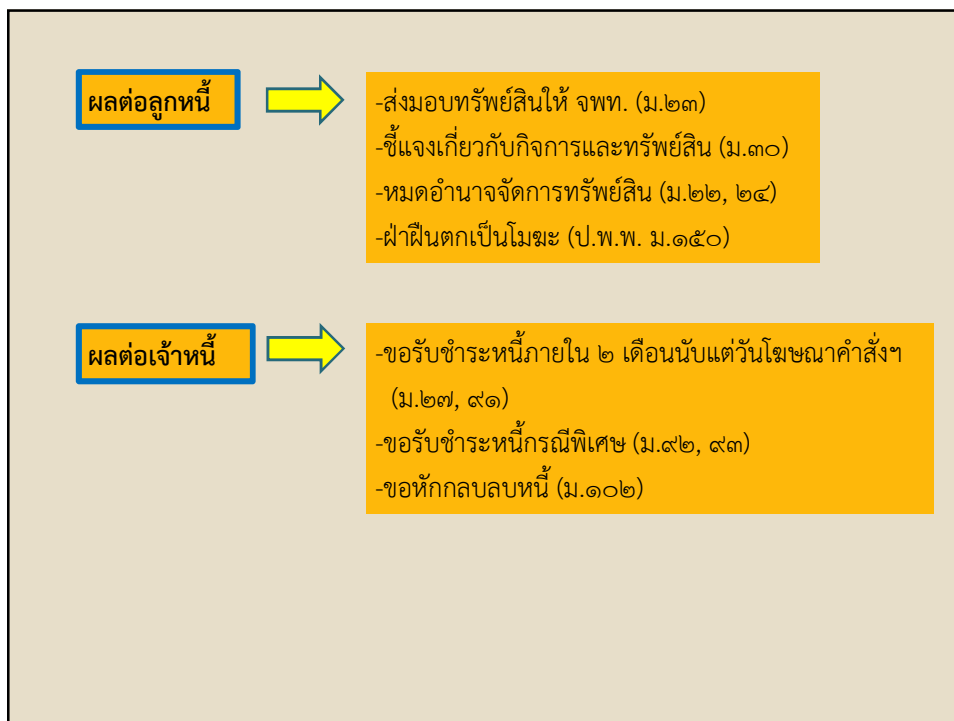 ผลต่อลูกหนี้
-ส่งมอบทรัพย์สินให้ จพท. (ม.๒๓)
-ชี้แจงเกี่ยวกับกิจการและทรัพย์สิน (ม.๓๐)
-หมดอำนาจจัดการทรัพย์สิน (ม.๒๒, ๒๔)
-ฝ่าฝืนตกเป็นโมฆะ (ป.พ.พ. ม.๑๕๐)
ผลต่อเจ้าหนี้
-ขอรับชำระหนี้ภายใน ๒ เดือนนับแต่วันโฆษณาคำสั่งฯ
(ม.๒๗, ๙๑)
-ขอรับชำระหนี้กรณีพิเศษ (ม.๙๒, ๙๓)
-ขอหักกลบลบหนี้ (ม.๑๐๒)